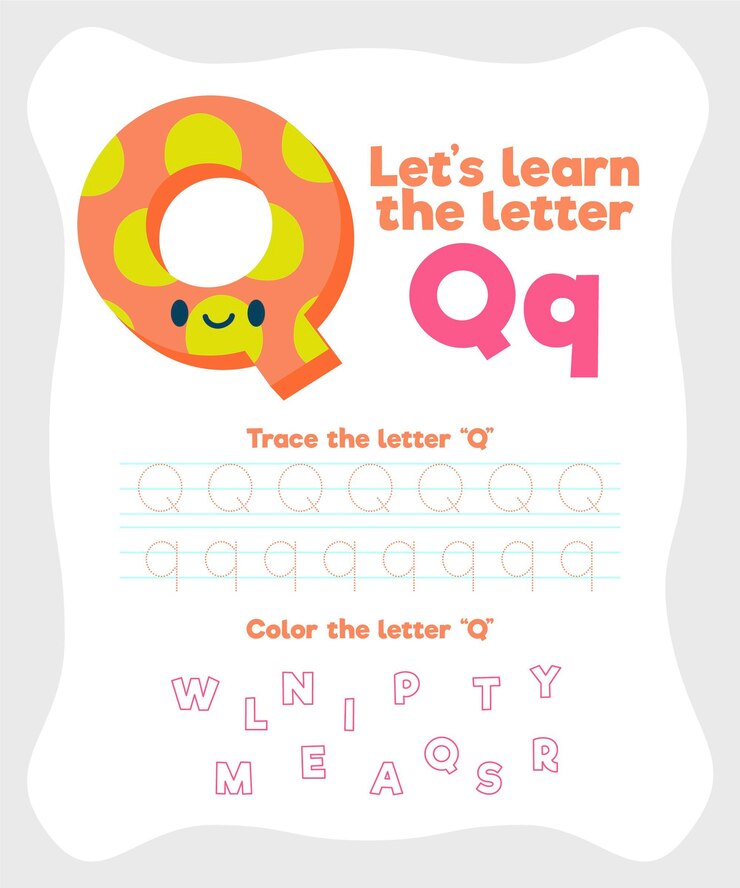 Q
Let's learn
the letter
Qq
Trace the letter “Q”
Q Q Q Q Q Q Q
q q q q q q q q
Color the letter “Q”
W L N I P T Y
M E A Q S R